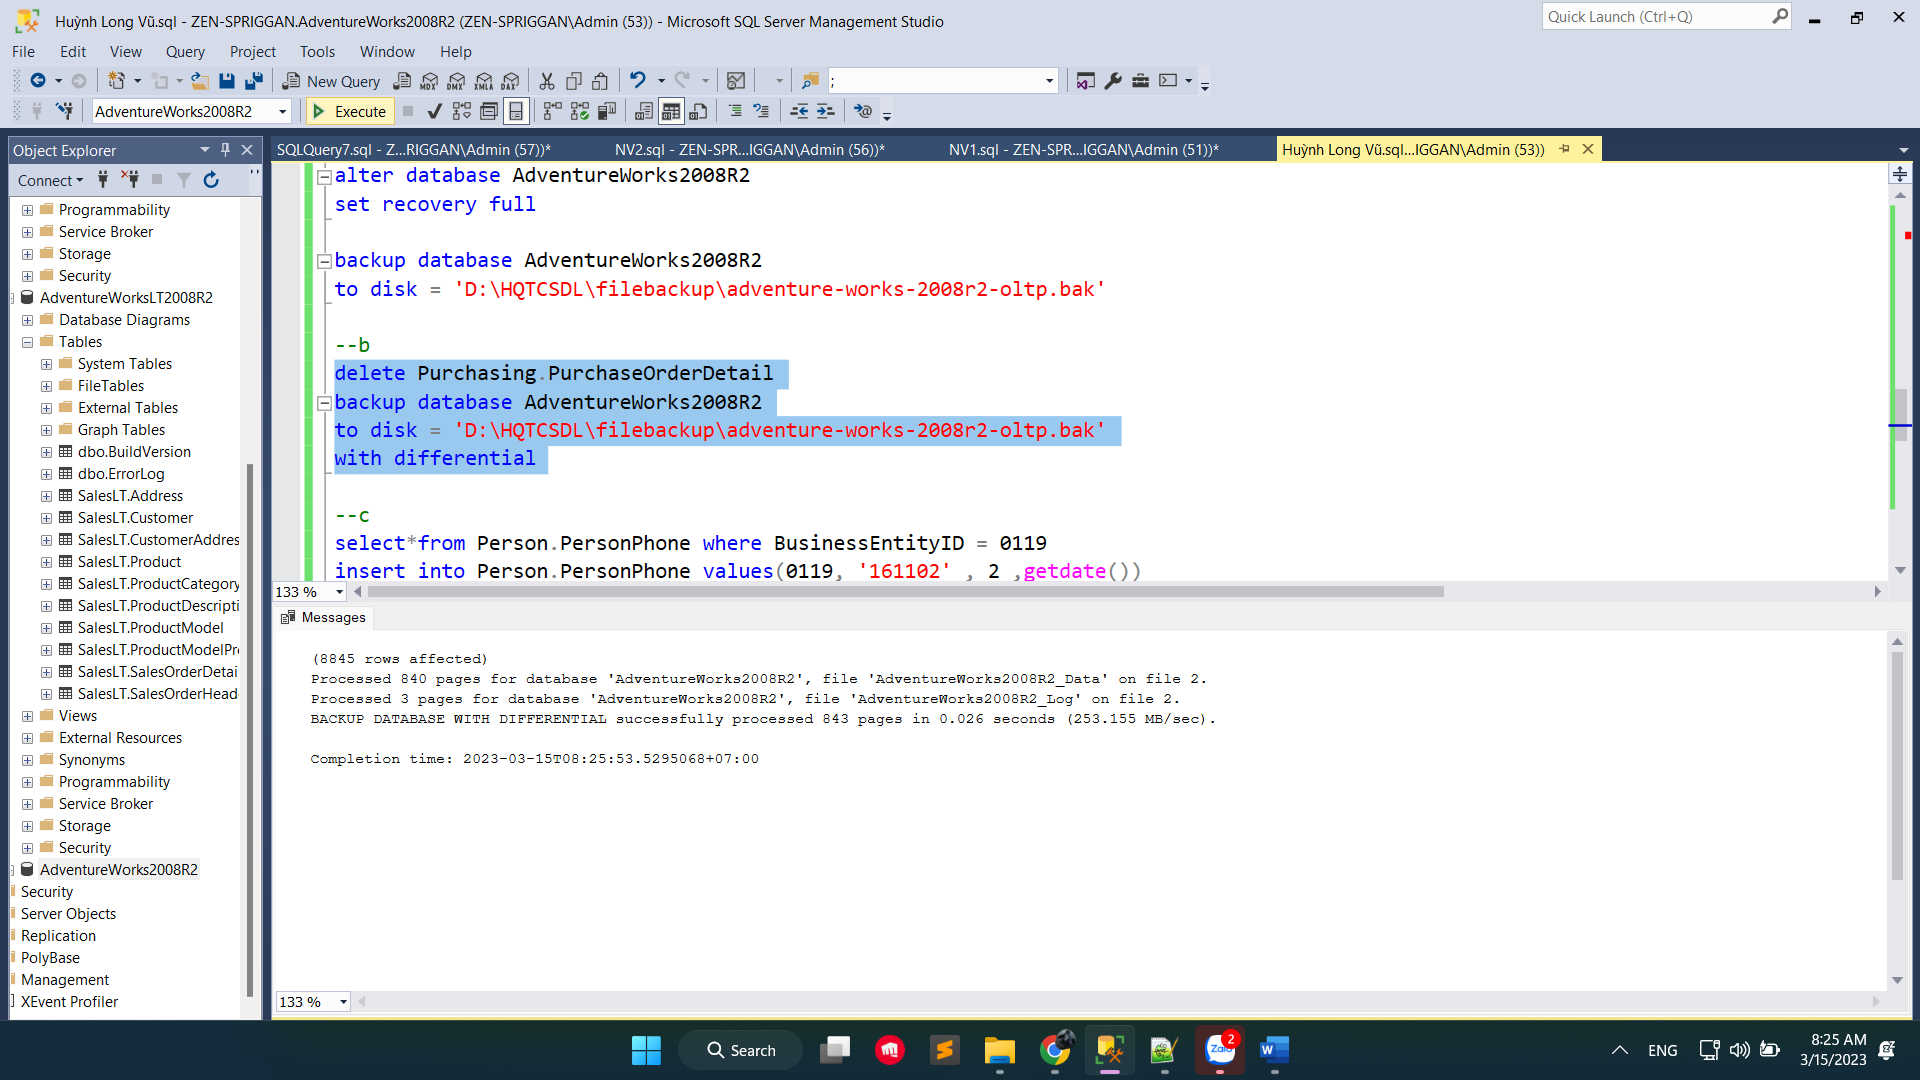 Huỳnh Long Vũ.sql - ZEN-SPRIGGAN.AdventureWorks2008R2 (ZEN-SPRIGGAN\Admin (53)) - Microsoft SQL Server Management Studio
Quick Launch (Ctrl+Q)
File Edit View Query Project Tools Window Help
New Query
MDX DMX XMLA DAX
;
AdventureWorks2008R2
Execute
Object Explorer
SQLQuery7.sql - Z...RIGGAN\Admin (57))*
NV2.sql - ZEN-SPR...IGGAN\Admin (56))*
NV1.sql - ZEN-SPR...IGGAN\Admin (51))*
Huỳnh Long Vũ.sql...IGGAN\Admin (53))
Connect
Programmability
Service Broker
Storage
Security
AdventureWorksLT2008R2
Database Diagrams
Tables
System Tables
FileTables
External Tables
Graph Tables
dbo.BuildVersion
dbo.ErrorLog
SalesLT.Address
SalesLT.Customer
SalesLT.CustomerAddres
SalesLT.Product
SalesLT.ProductCategory
SalesLT.ProductDescripti
SalesLT.ProductModel
SalesLT.ProductModelPr
SalesLT.SalesOrderDetai
SalesLT.SalesOrderHead
Views
External Resources
Synonyms
Programmability
Service Broker
Storage
Security
AdventureWorks2008R2
Security
Server Objects
Replication
PolyBase
Management
XEvent Profiler
alter database AdventureWorks2008R2
set recovery full
backup database AdventureWorks2008R2
to disk = 'D:\HQTCSDL\filebackup\adventure-works-2008r2-oltp.bak'
--b
delete Purchasing.PurchaseOrderDetail
backup database AdventureWorks2008R2
to disk = 'D:\HQTCSDL\filebackup\adventure-works-2008r2-oltp.bak'
with differential
--c
select*from Person.PersonPhone where BusinessEntityID = 0119
insert into Person.PersonPhone values(0119, '161102' , 2 ,getdate())
133 %
Messages
(8845 rows affected)
Processed 840 pages for database 'AdventureWorks2008R2', file 'AdventureWorks2008R2_Data' on file 2.
Processed 3 pages for database 'AdventureWorks2008R2', file 'AdventureWorks2008R2_Log' on file 2.
BACKUP DATABASE WITH DIFFERENTIAL successfully processed 843 pages in 0.026 seconds (253.155 MB/sec).
Completion time: 2023-03-15T08:25:53.5295068+07:00
133 %
Search
Zalo
2
W
ENG
8:25 AM
3/15/2023